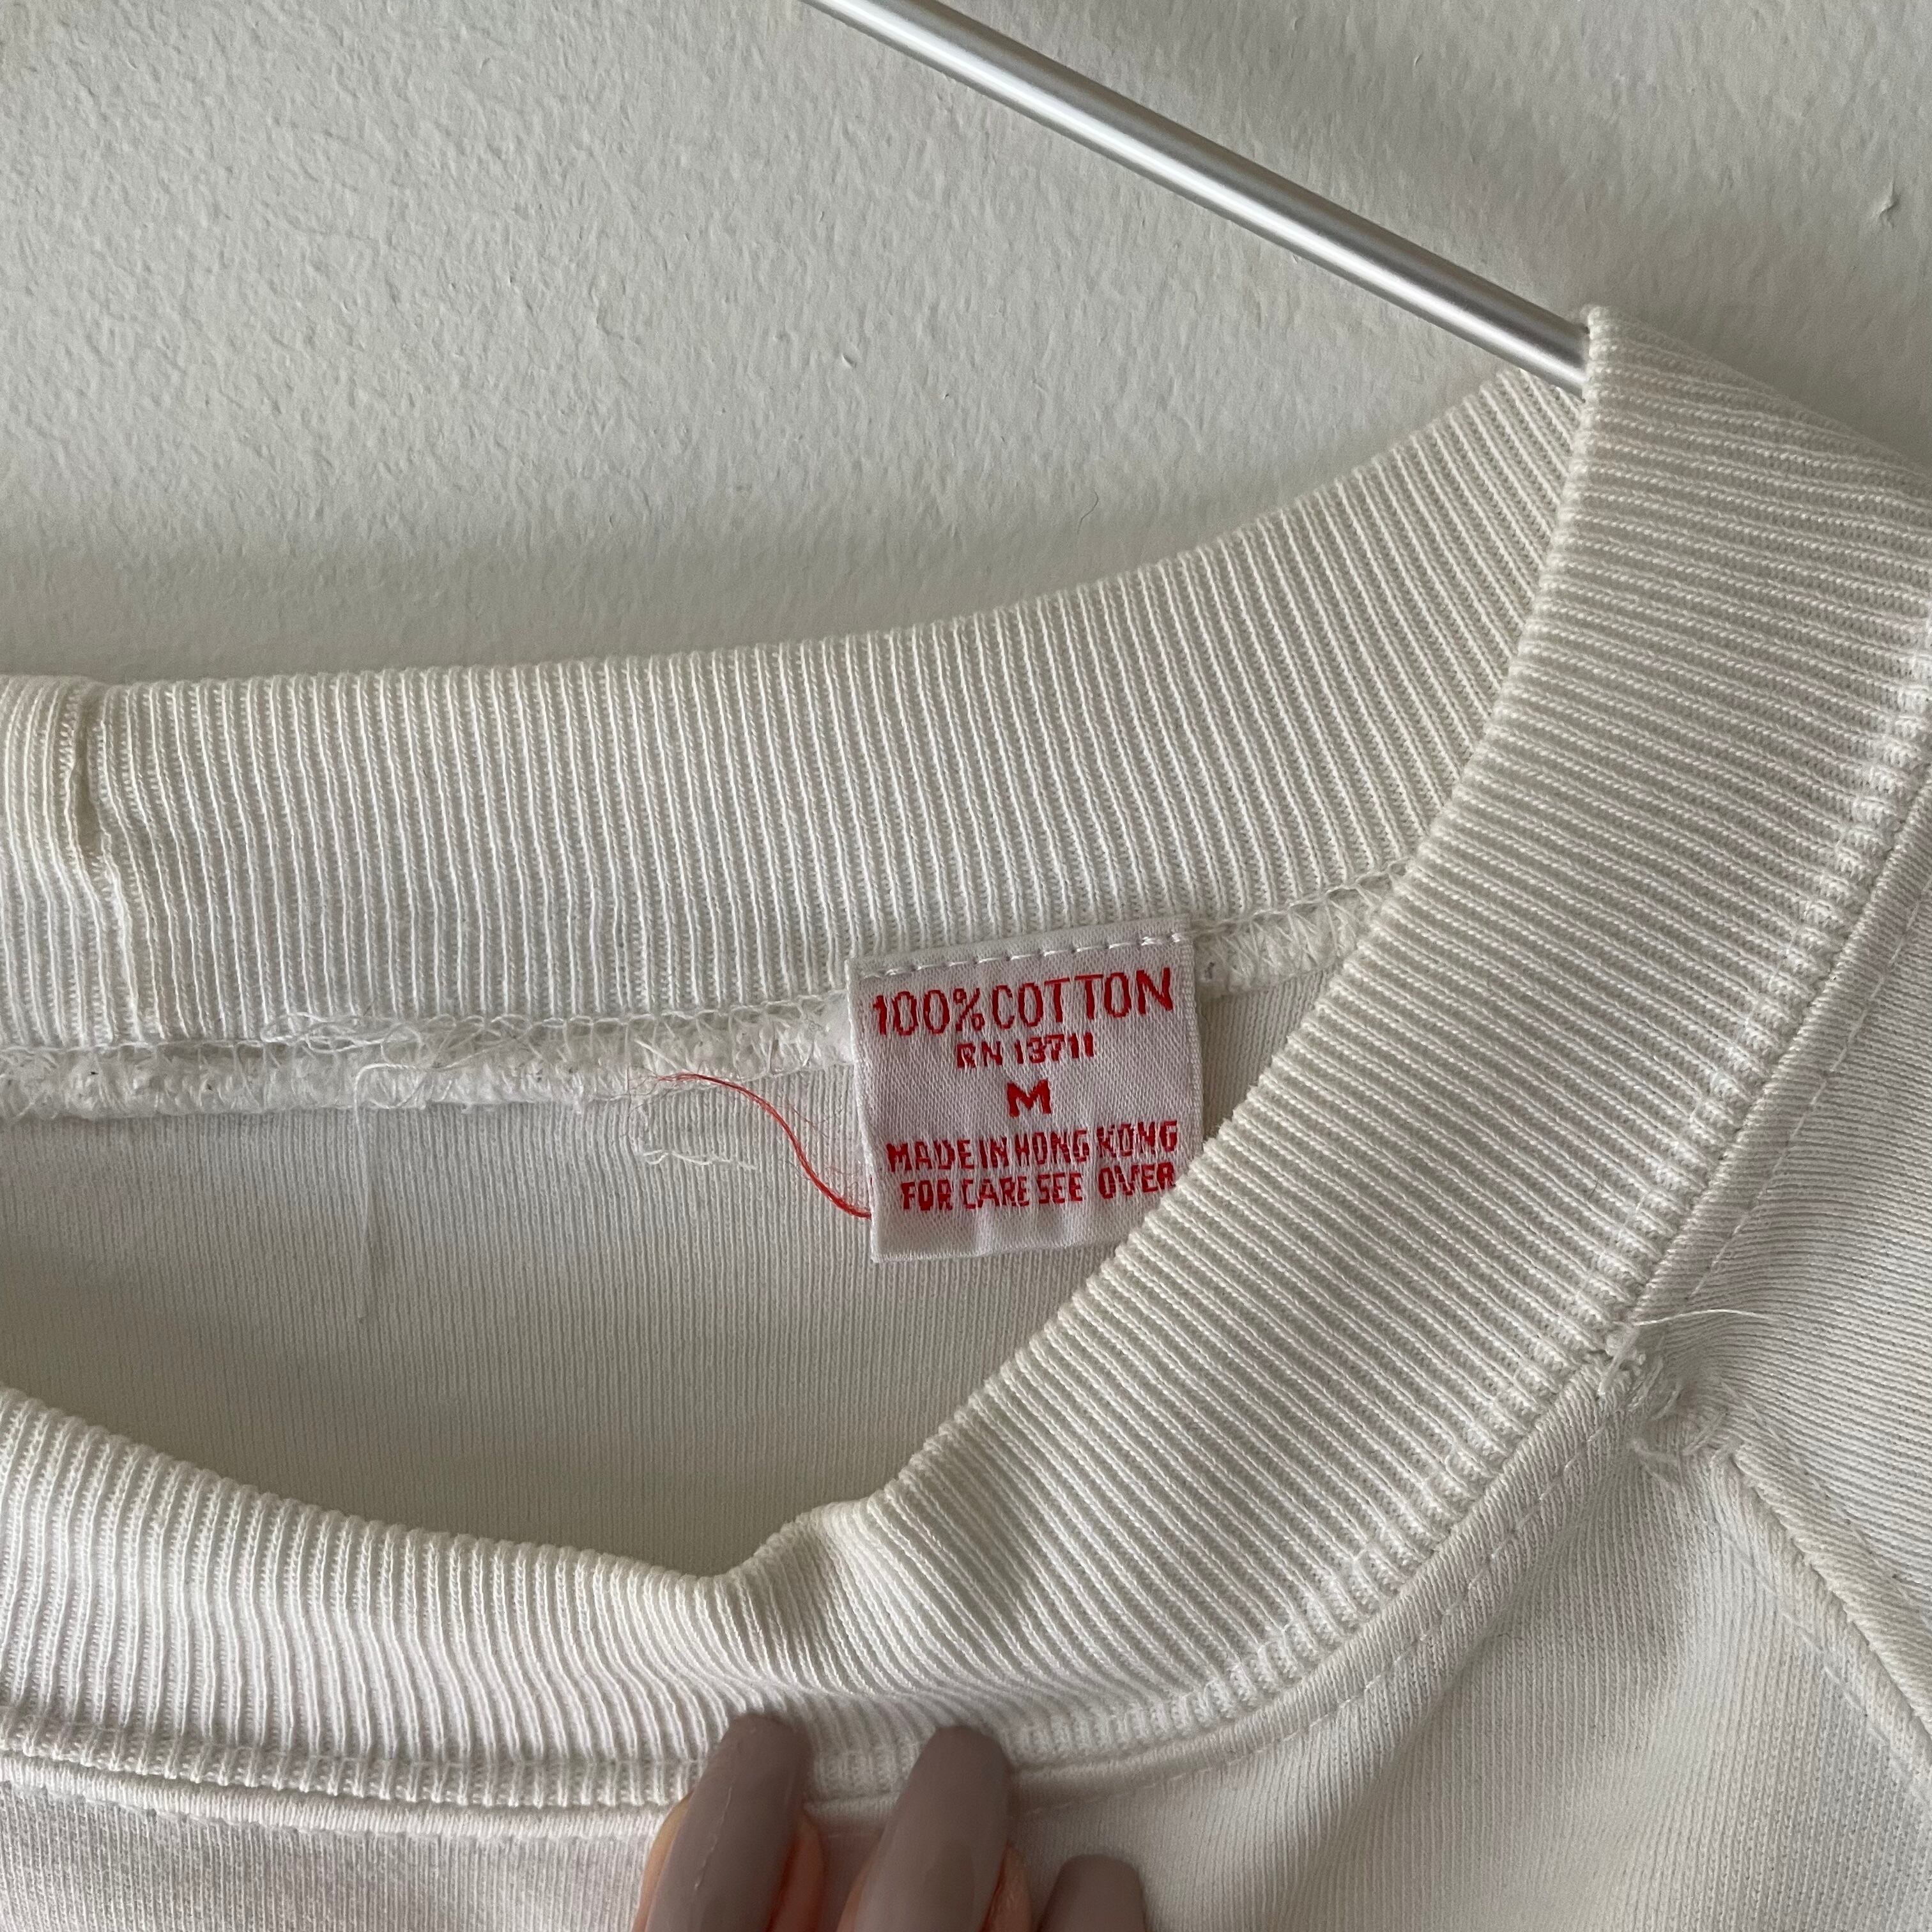 100% COTTON
RN 13711
M
MADE IN HONG KONG
FOR CARE SEE OVER